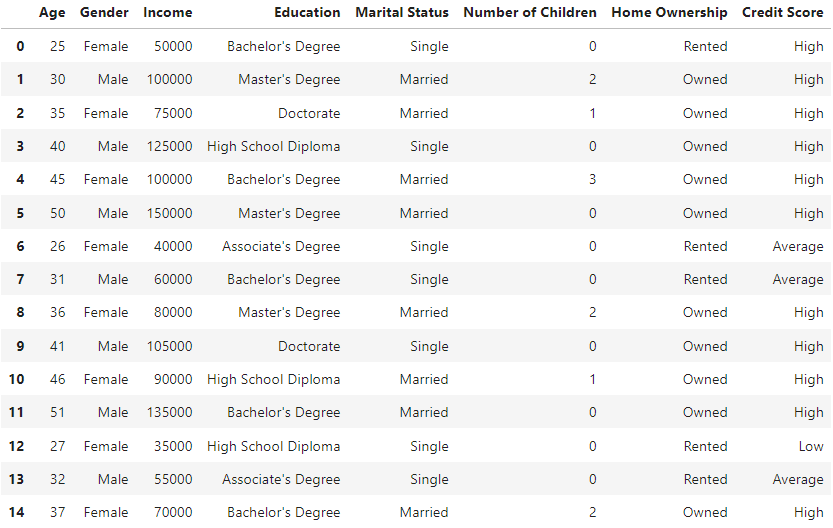 Age Gender Income Education Marital Status Number of Children Home Ownership Credit Score
0 25 Female 50000 Bachelor's Degree Single 0 Rented High
1 30 Male 100000 Master's Degree Married 2 Owned High
2 35 Female 75000 Doctorate Married 1 Owned High
3 40 Male 125000 High School Diploma Single 0 Owned High
4 45 Female 100000 Bachelor's Degree Married 3 Owned High
5 50 Male 150000 Master's Degree Married 0 Owned High
6 26 Female 40000 Associate's Degree Single 0 Rented Average
7 31 Male 60000 Bachelor's Degree Single 0 Rented Average
8 36 Female 80000 Master's Degree Married 2 Owned High
9 41 Male 105000 Doctorate Single 0 Owned High
10 46 Female 90000 High School Diploma Married 1 Owned High
11 51 Male 135000 Bachelor's Degree Married 0 Owned High
12 27 Female 35000 High School Diploma Single 0 Rented Low
13 32 Male 55000 Associate's Degree Single 0 Rented Average
14 37 Female 70000 Bachelor's Degree Married 2 Owned High